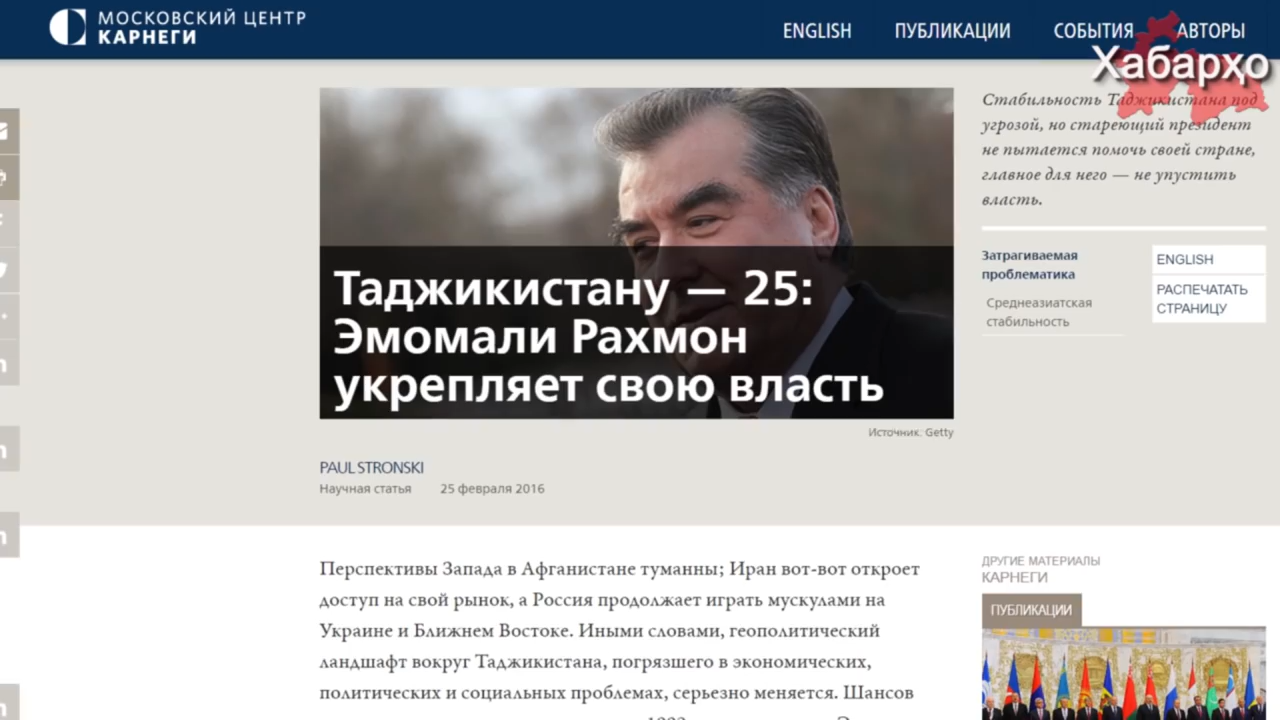 МОСКОВСКИЙ ЦЕНТР
КАРНЕГИ
ENGLISH
ПУБЛИКАЦИИ
СОБЫТИЯ
АВТОРЫ
Хабарҳо
Таджикистану — 25:
Эмомали Рахмон
укрепляет свою власть
Источник: Getty
PAUL STRONSKI
Научная статья
25 февраля 2016
Стабильность Таджикистана под
угрозой, но стареющий президент
не пытается помочь своей стране,
главное для него — не упустить
власть.
Затрагиваемая
проблематика
Среднеазиатская
стабильность
ENGLISH
РАСПЕЧАТАТЬ
СТРАНИЦУ
Перспективы Запада в Афганистане туманны; Иран вот-вот откроет
доступ на свой рынок, а Россия продолжает играть мускулами на
Украине и Ближнем Востоке. Иными словами, геополитический
ландшафт вокруг Таджикистана, погрязшего в экономических,
политических и социальных проблемах, серьезно меняется. Шансов
ДРУГИЕ МАТЕРИАЛЫ
КАРНЕГИ
ПУБЛИКАЦИИ